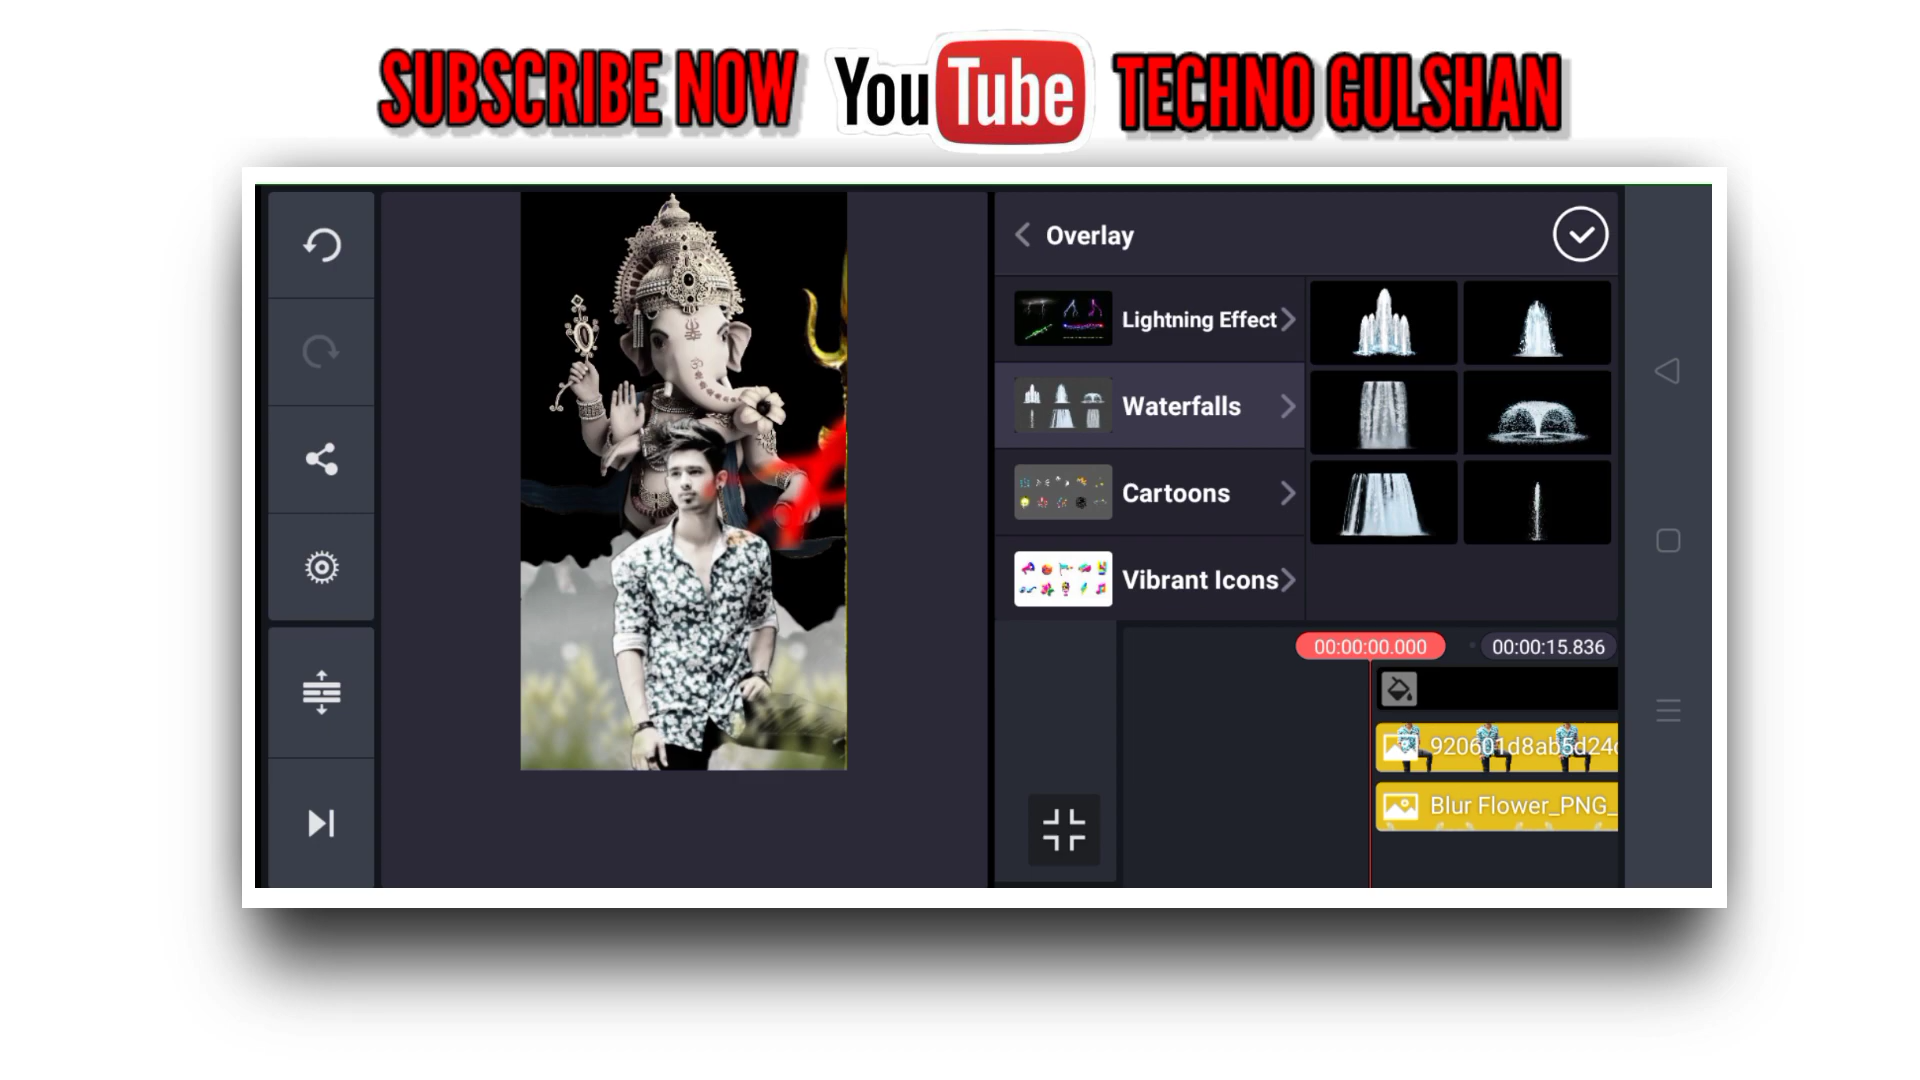 SUBSCRIBE NOW YouTube TECHNO GULSHAN
Overlay
Lightning Effect
Waterfalls
Cartoons
Vibrant Icons
00:00:00.000 00:00:15.836
920601d8ab5d24
Blur Flower_PNG_